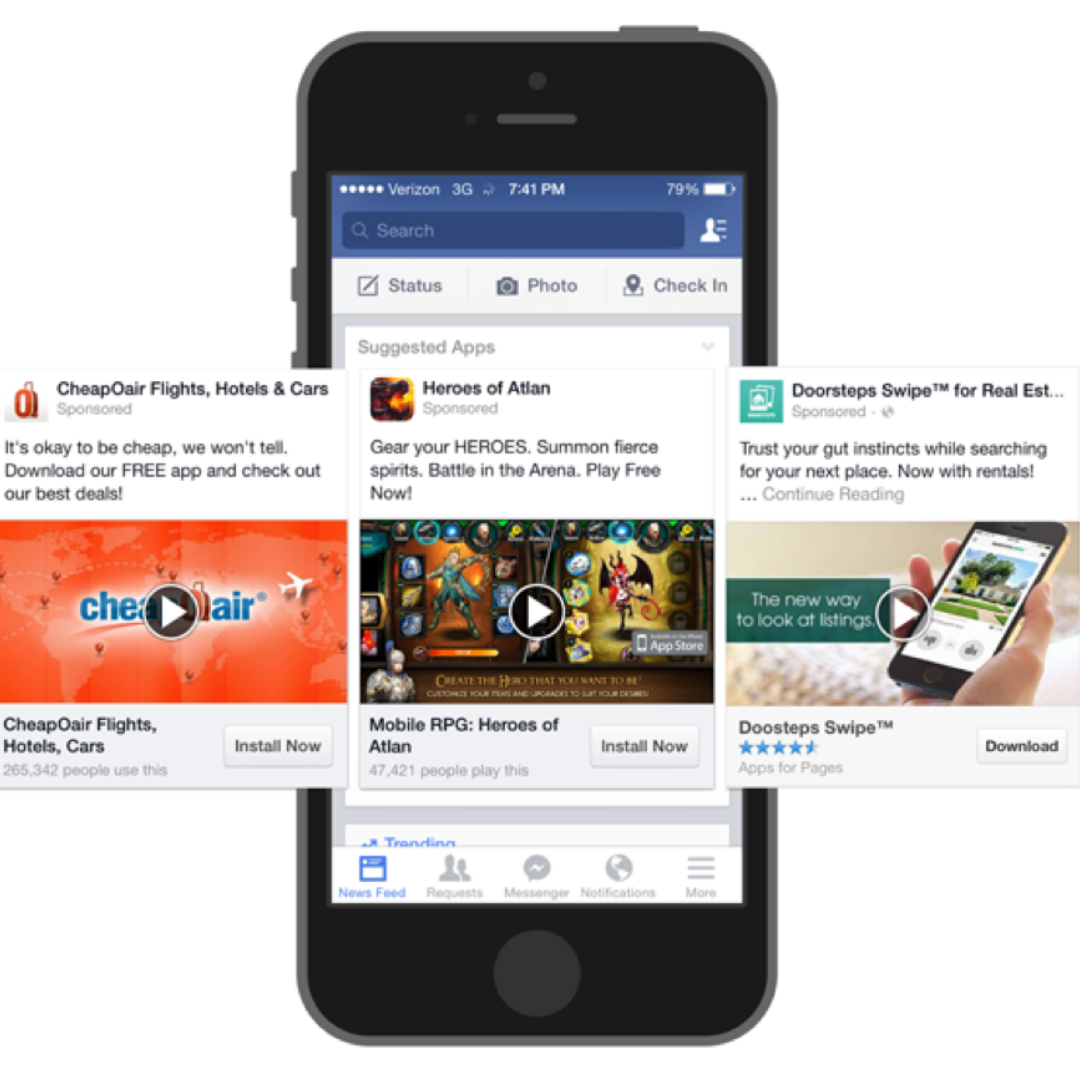 Verizon 3G 7:41 PM 79%
Search
Status Photo Check In
Suggested Apps
CheapOair Flights, Hotels & Cars
Sponsored
It's okay to be cheap, we won't tell.
Download our FREE app and check out
our best deals!
cheapOair®
CheapOair Flights,
Hotels, Cars
Install Now
265,342 people use this
Heroes of Atlan
Sponsored
Gear your HEROES. Summon fierce
spirits. Battle in the Arena. Play Free
Now!
Available on the iPhone
App Store
CREATE THE HERO THAT YOU WANT TO BE!
CUSTOMIZE YOUR ITEMS AND UPGRADES TO SUIT YOUR DESIRES!
Mobile RPG: Heroes of
Atlan
Install Now
47,421 people play this
Doorsteps Swipe™ for Real Est...
Sponsored ·
Trust your gut instincts while searching
for your next place. Now with rentals!
... Continue Reading
The new way
to look at listings.
Doosteps Swipe™
Download
Apps for Pages
Trending
News Feed Requests Messenger Notifications More